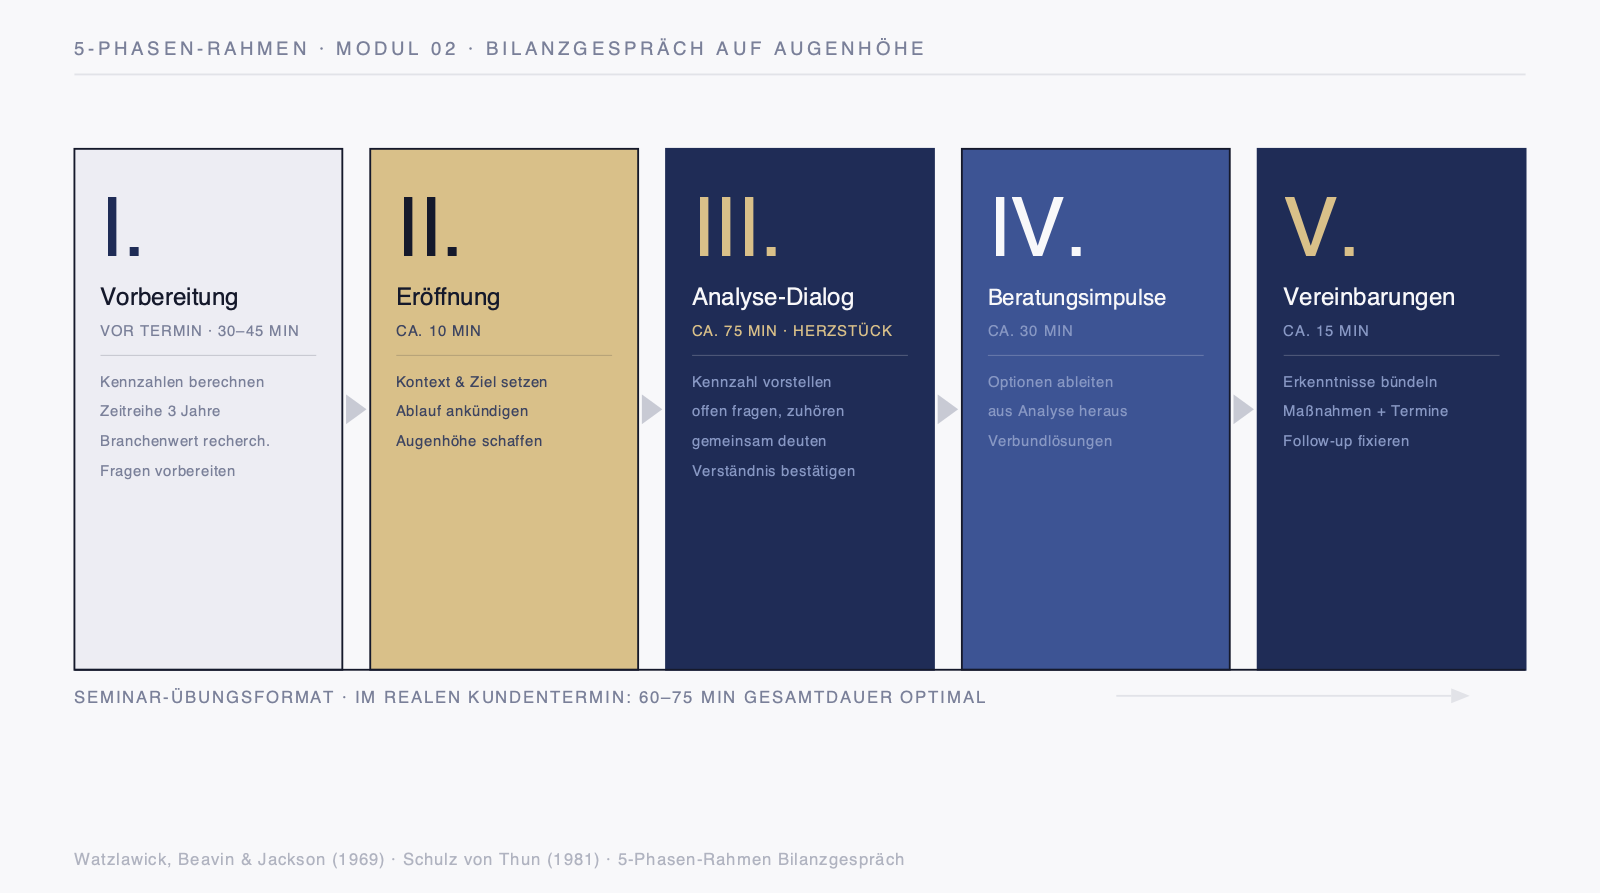 5-PHASEN-RAHMEN · MODUL 02 · BILANZGESPRÄCH AUF AUGENHÖHE
I.
Vorbereitung
VOR TERMIN · 30–45 MIN
Kennzahlen berechnen
Zeitreihe 3 Jahre
Branchenwert recherch.
Fragen vorbereiten
II.
Eröffnung
CA. 10 MIN
Kontext & Ziel setzen
Ablauf ankündigen
Augenhöhe schaffen
III.
Analyse-Dialog
CA. 75 MIN · HERZSTÜCK
Kennzahl vorstellen
offen fragen, zuhören
gemeinsam deuten
Verständnis bestätigen
IV.
Beratungsimpulse
CA. 30 MIN
Optionen ableiten
aus Analyse heraus
Verbundlösungen
V.
Vereinbarungen
CA. 15 MIN
Erkenntnisse bündeln
Maßnahmen + Termine
Follow-up fixieren
SEMINAR-ÜBUNGSFORMAT · IM REALEN KUNDENTERMIN: 60–75 MIN GESAMTDAUER OPTIMAL
Watzlawick, Beavin & Jackson (1969) · Schulz von Thun (1981) · 5-Phasen-Rahmen Bilanzgespräch